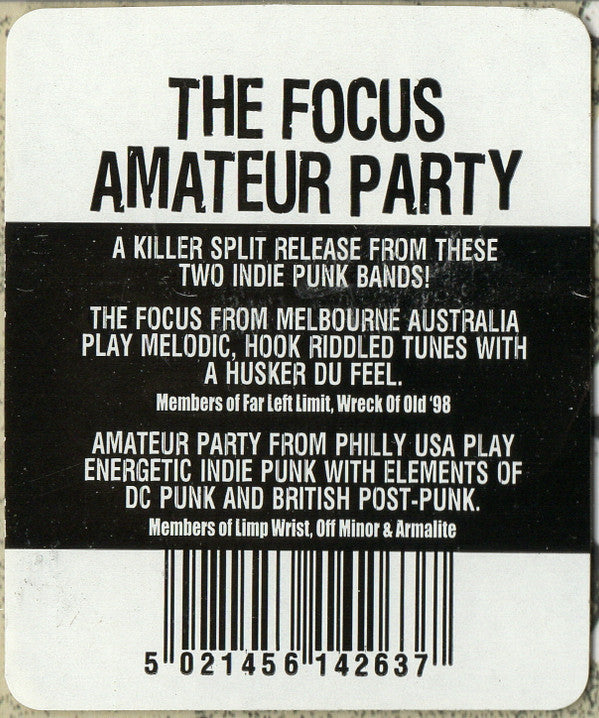 THE FOCUS
AMATEUR PARTY
A KILLER SPLIT RELEASE FROM THESE
TWO INDIE PUNK BANDS!
THE FOCUS FROM MELBOURNE AUSTRALIA
PLAY MELODIC, HOOK RIDDLED TUNES WITH
A HUSKER DU FEEL.
Members of Far Left Limit, Wreck Of Old '98
AMATEUR PARTY FROM PHILLY USA PLAY
ENERGETIC INDIE PUNK WITH ELEMENTS OF
DC PUNK AND BRITISH POST-PUNK.
Members of Limp Wrist, Off Minor & Armalite
5 021456 142637